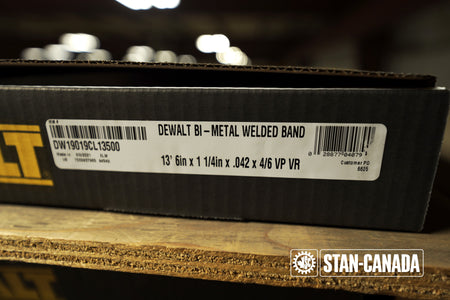 DEWALT BI-METAL WELDED BAND
DW19019CL13500
13' 6in x 1 1/4in x .042 x 4/6 VP VR
Customer PO
6825
LT
STAN-CANADA